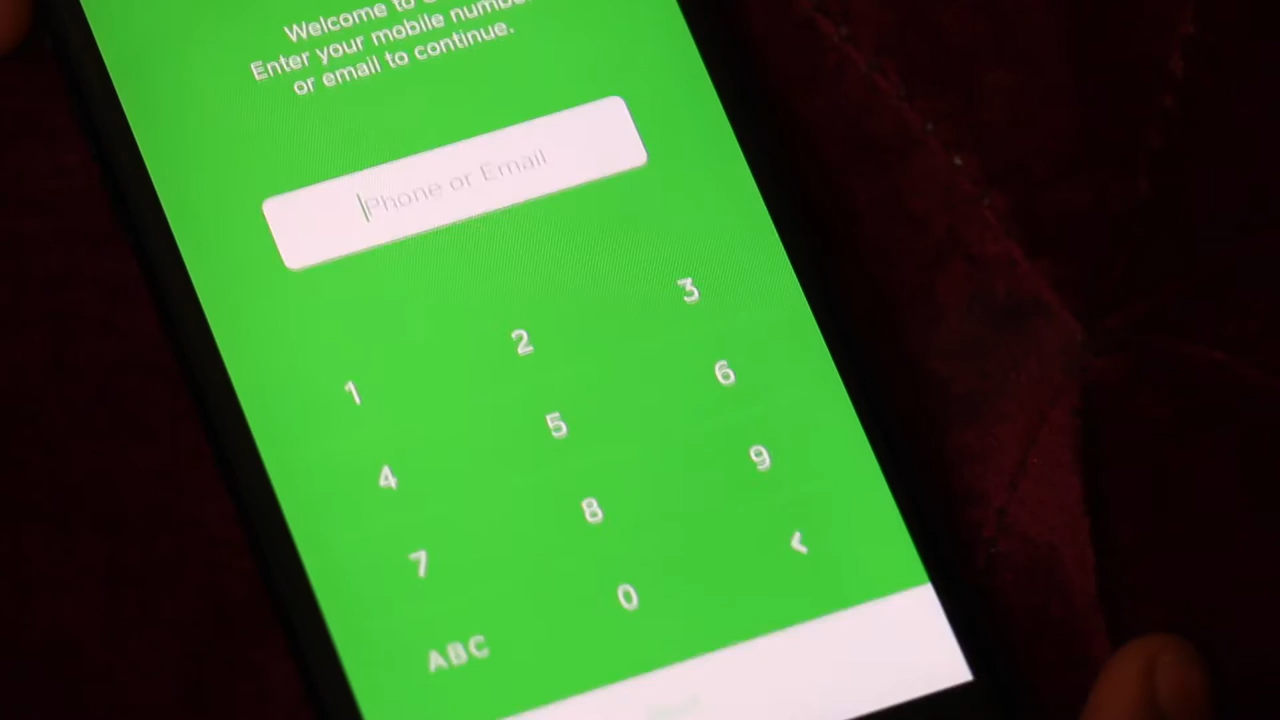 Welcome to
Enter your mobile number
or email to continue.
Phone or Email
1 2 3
4 5 6
7 8 9
ABC 0 <